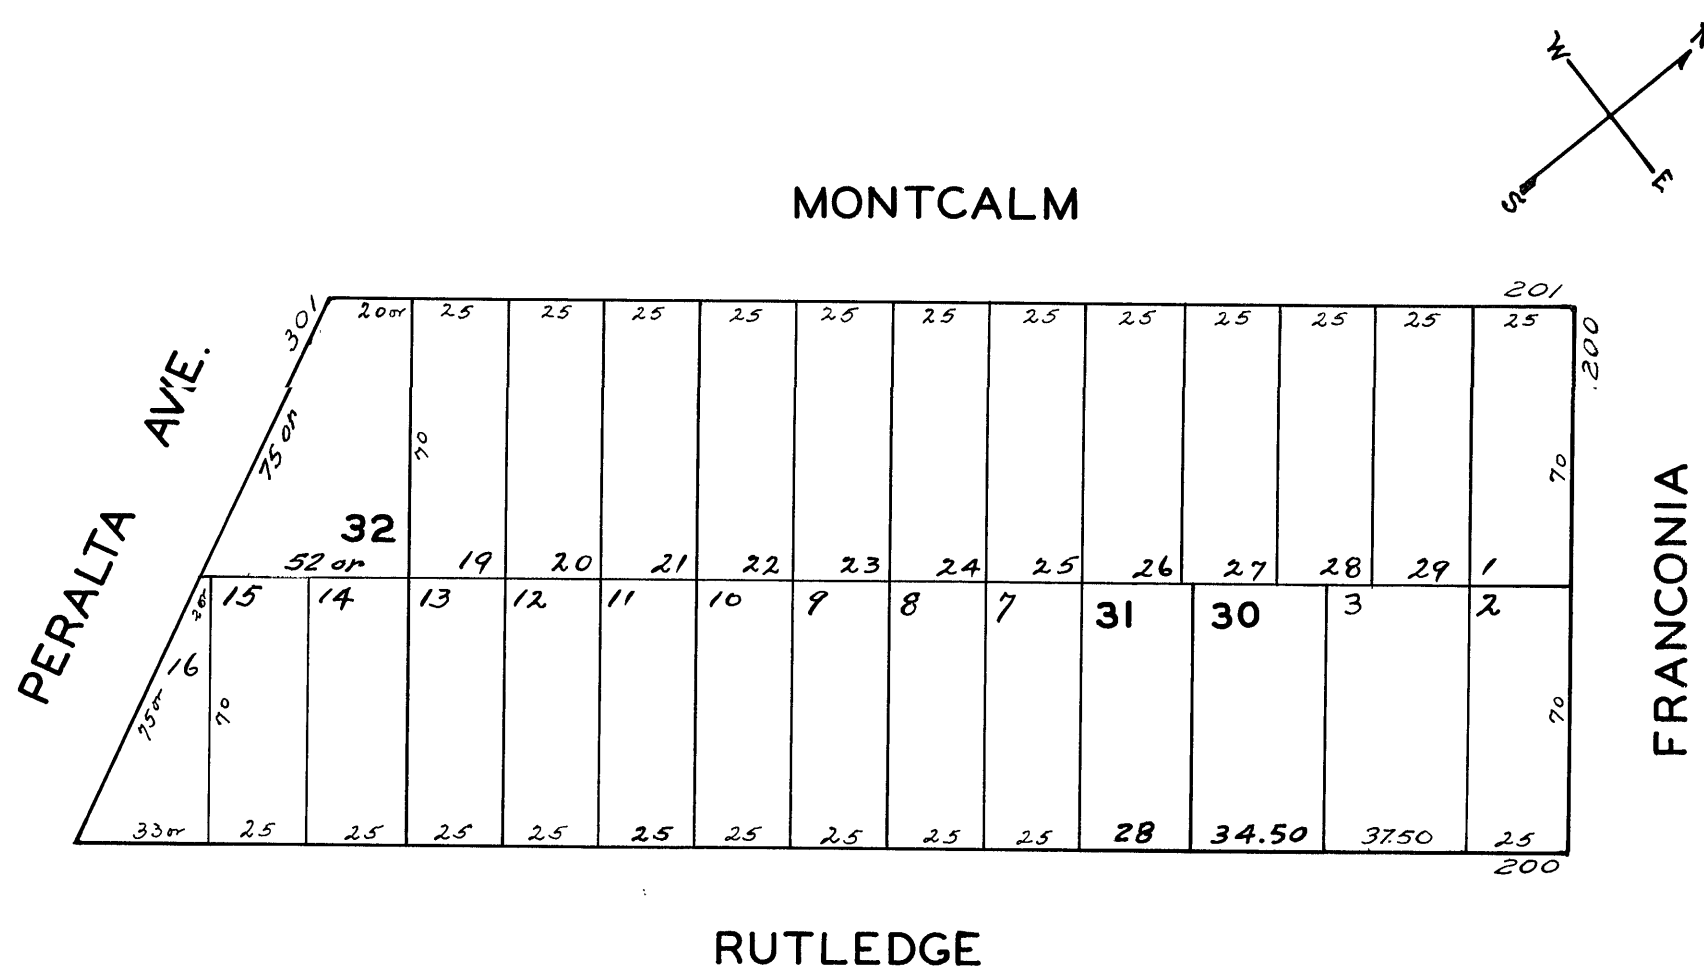 W
N
S
E
MONTCALM
201
301
20 or 25 25 25 25 25 25 25 25 25 25 25 25
200
PERALTA AVE.
75 or
70
70
FRANCONIA
32
52 or 19 20 21 22 23 24 25 26 27 28 29 1
2 or 15 14 13 12 11 10 9 8 7 31 30 3 2
16
75 or
70
70
33 or 25 25 25 25 25 25 25 25 25 28 34.50 37.50 25
200
RUTLEDGE